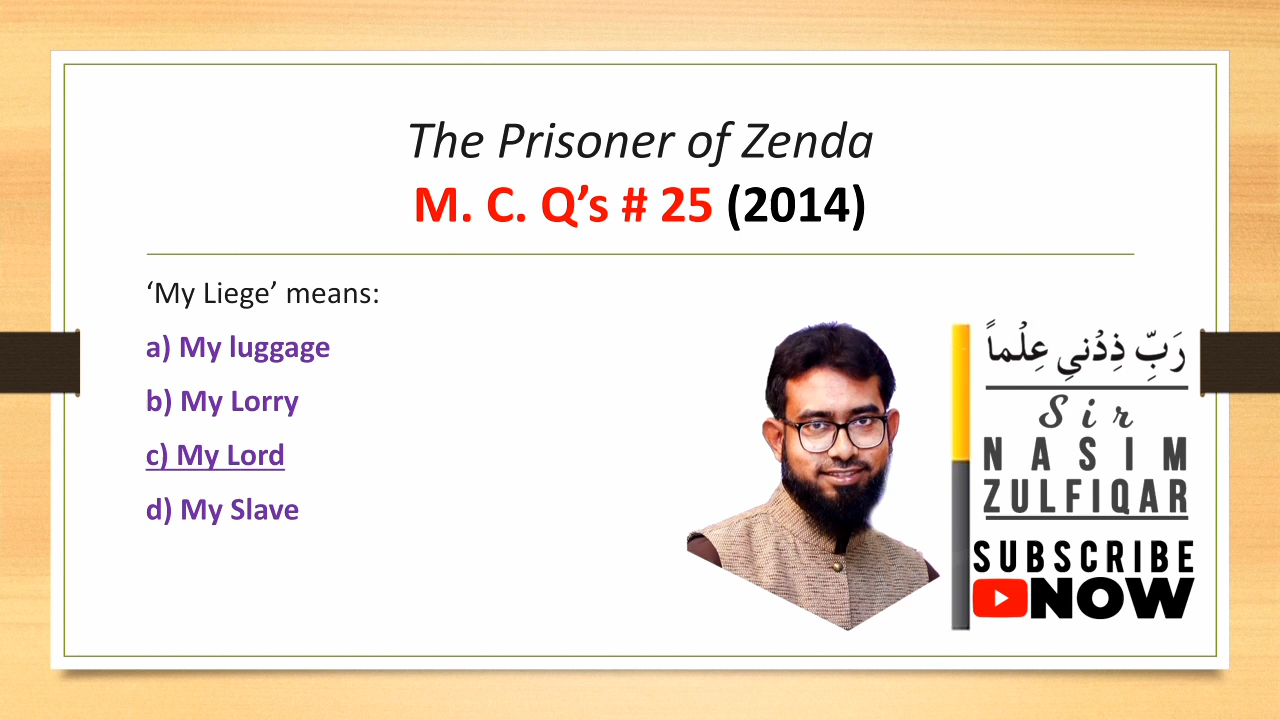 The Prisoner of Zenda
M. C. Q’s # 25 (2014)
‘My Liege’ means:
a) My luggage
b) My Lorry
c) My Lord
d) My Slave
رَبِّ ذِدْنيِ عِلْماً
Sir
NASIM
ZULFIQAR
SUBSCRIBE
NOW